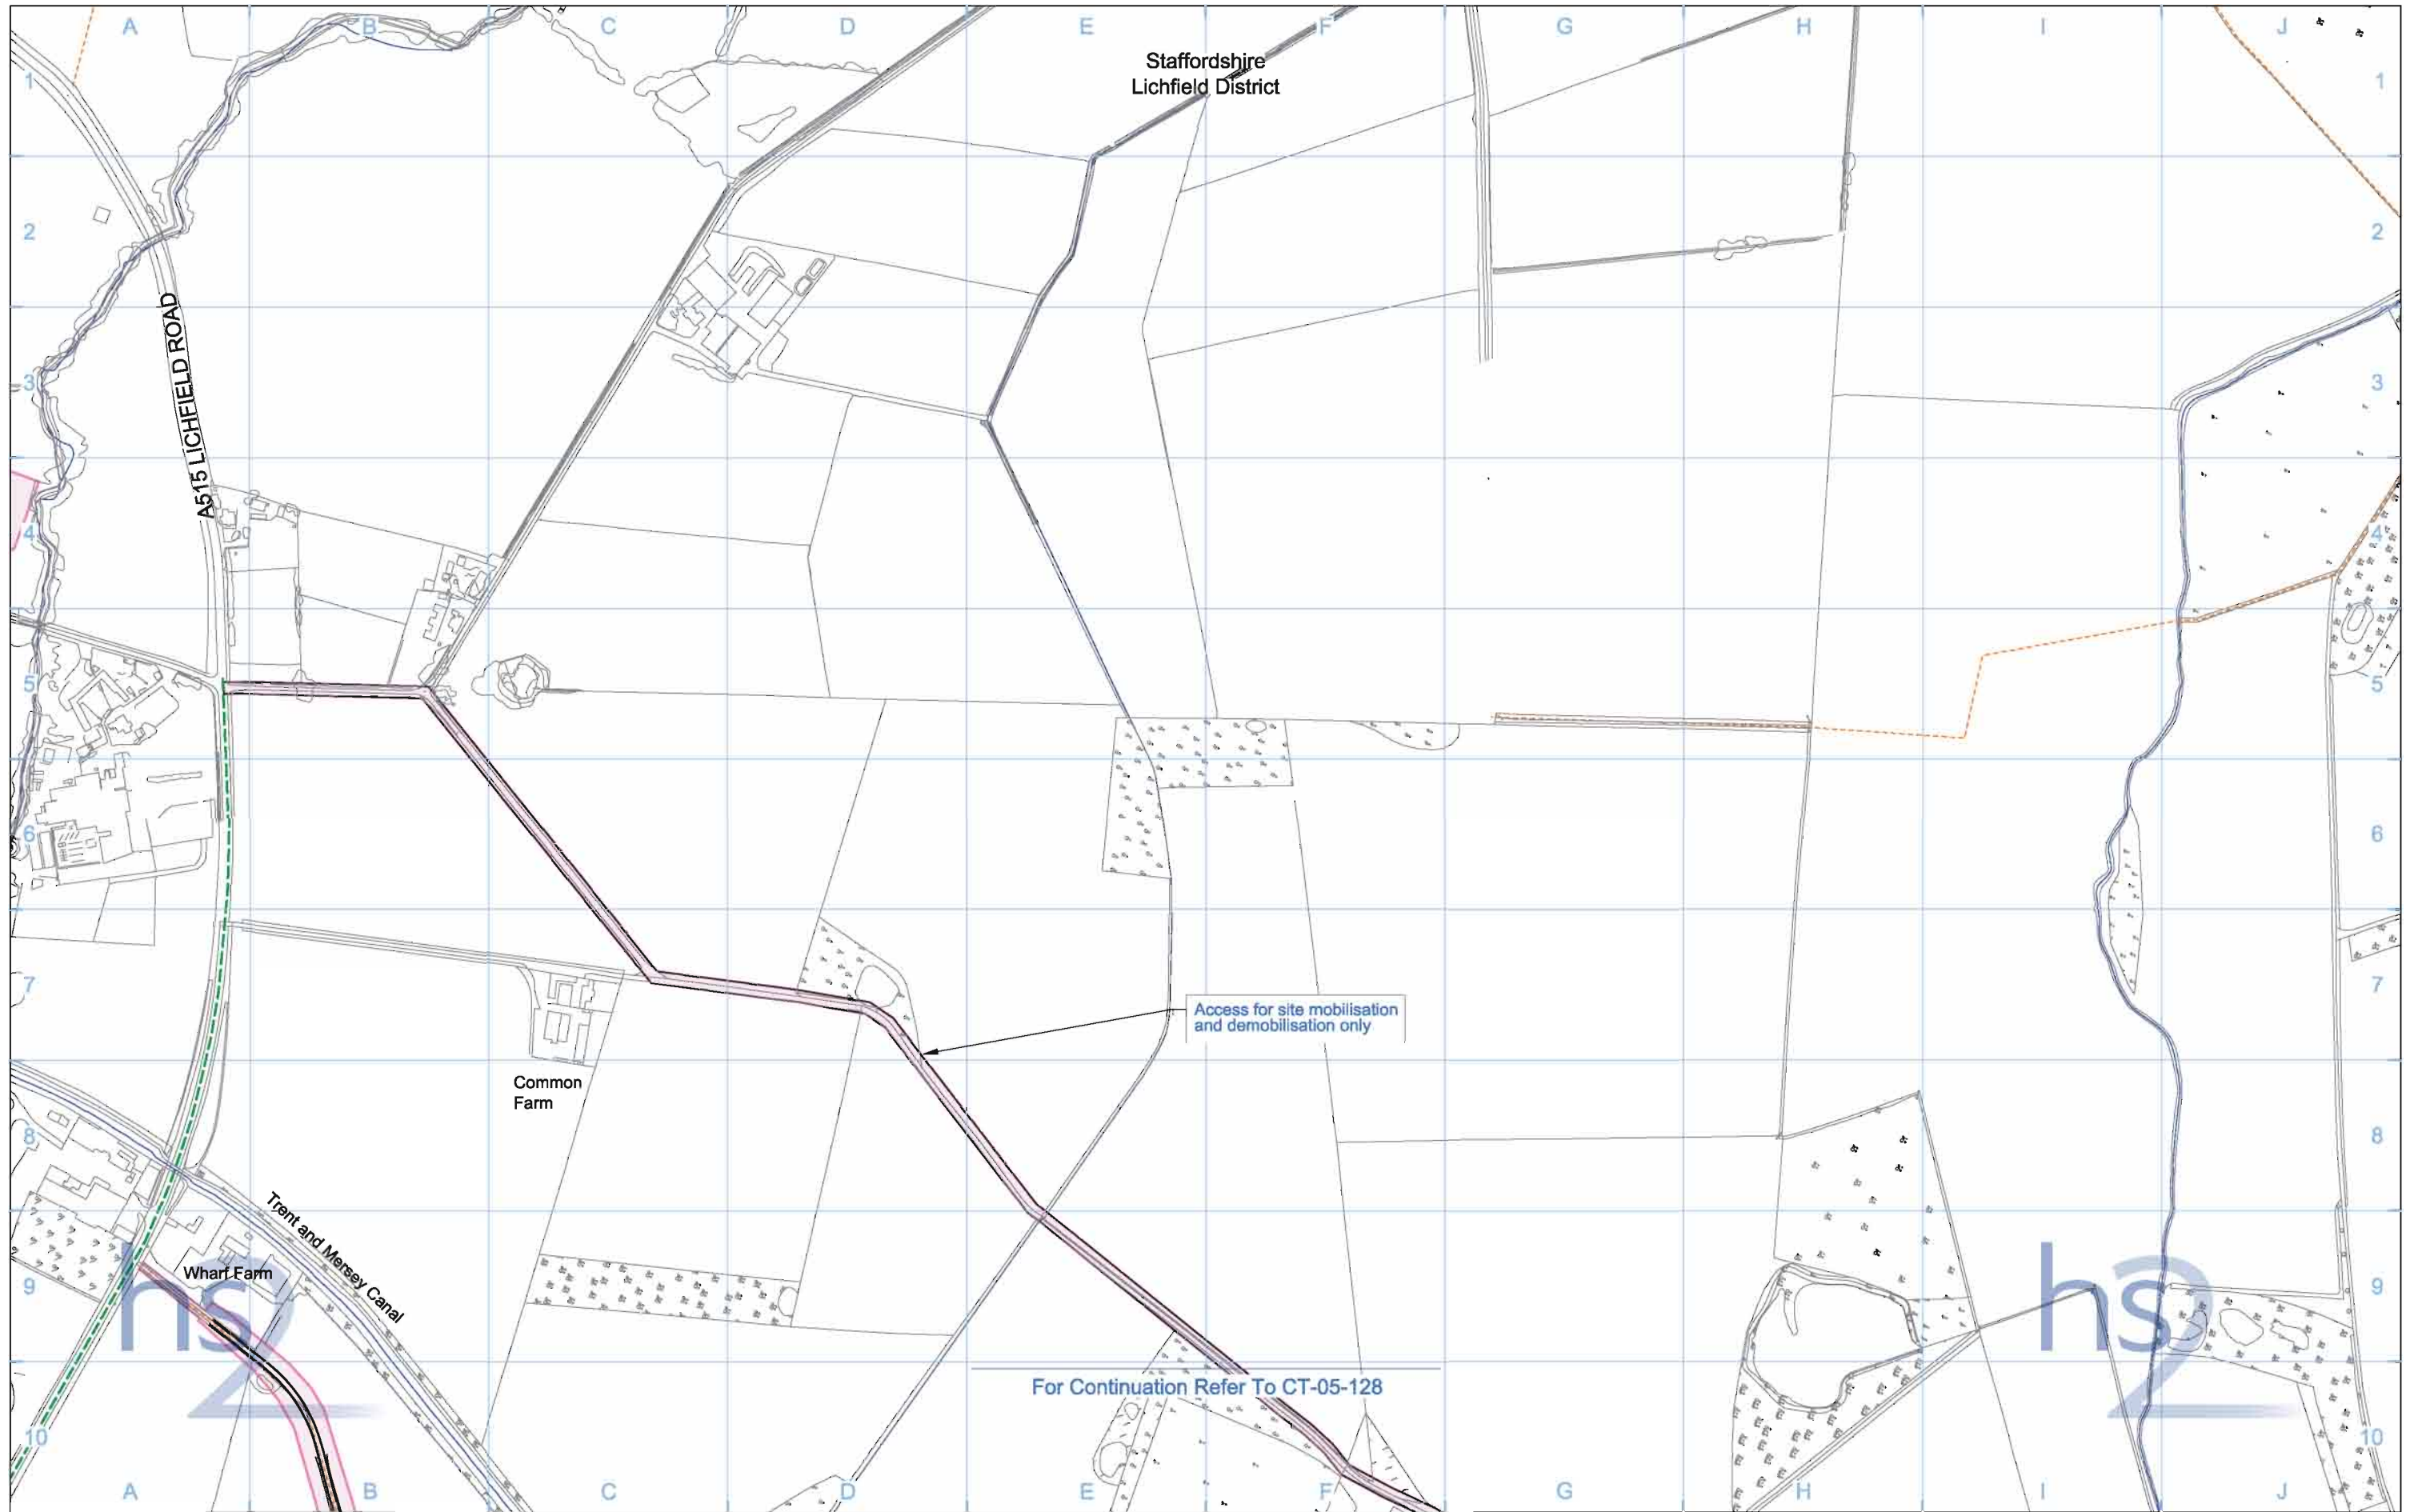 A B C D E F G H I J
Staffordshire
Lichfield District
1 1
2 2
A515 LICHFIELD ROAD
3 3
4 4
5 5
6 6
7 7
Access for site mobilisation
and demobilisation only
Common
Farm
8 8
Trent and Mersey Canal
Wharf Farm
9 9
hs2 hs2
For Continuation Refer To CT-05-128
10 10
A B C D E F G H I J